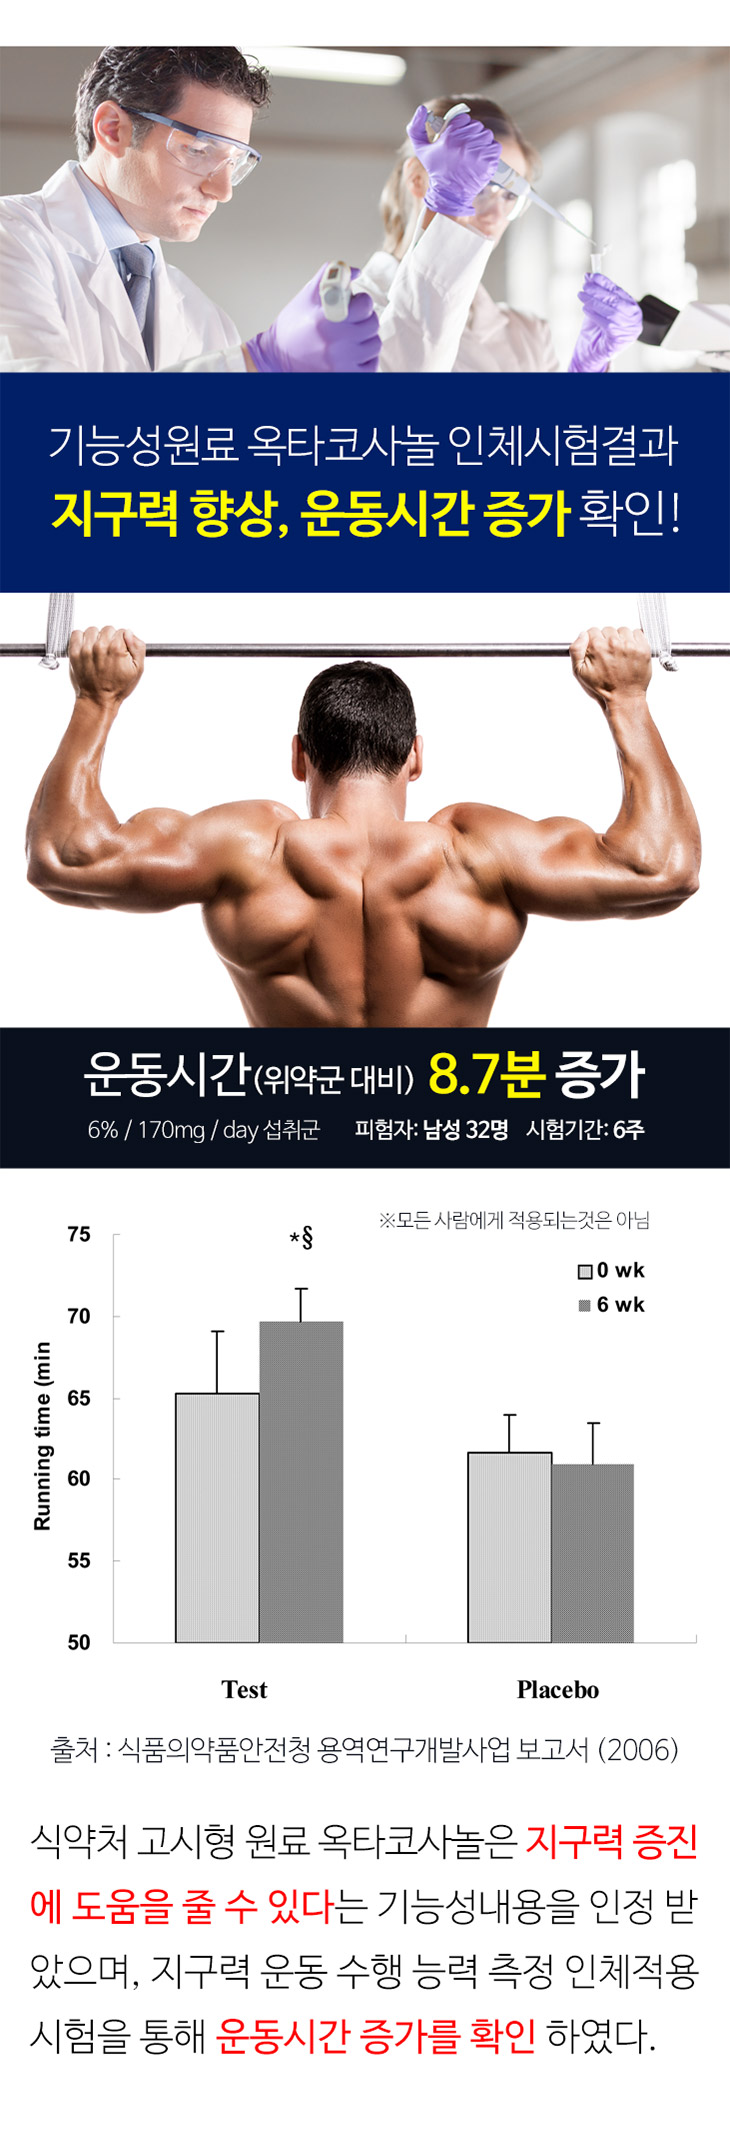 기능성원료 옥타코사놀 인체시험결과
지구력 향상, 운동시간 증가 확인!
운동시간(위약군 대비) 8.7분 증가
6% / 170mg / day 섭취군 피험자: 남성 32명 시험기간: 6주
※모든 사람에게 적용되는것은 아님
*§
0 wk
6 wk
Running time (min
75
70
65
60
55
50
Test
Placebo
출처 : 식품의약품안전청 용역연구개발사업 보고서 (2006)
식약처 고시형 원료 옥타코사놀은 지구력 증진
에 도움을 줄 수 있다는 기능성내용을 인정 받
았으며, 지구력 운동 수행 능력 측정 인체적용
시험을 통해 운동시간 증가를 확인 하였다.